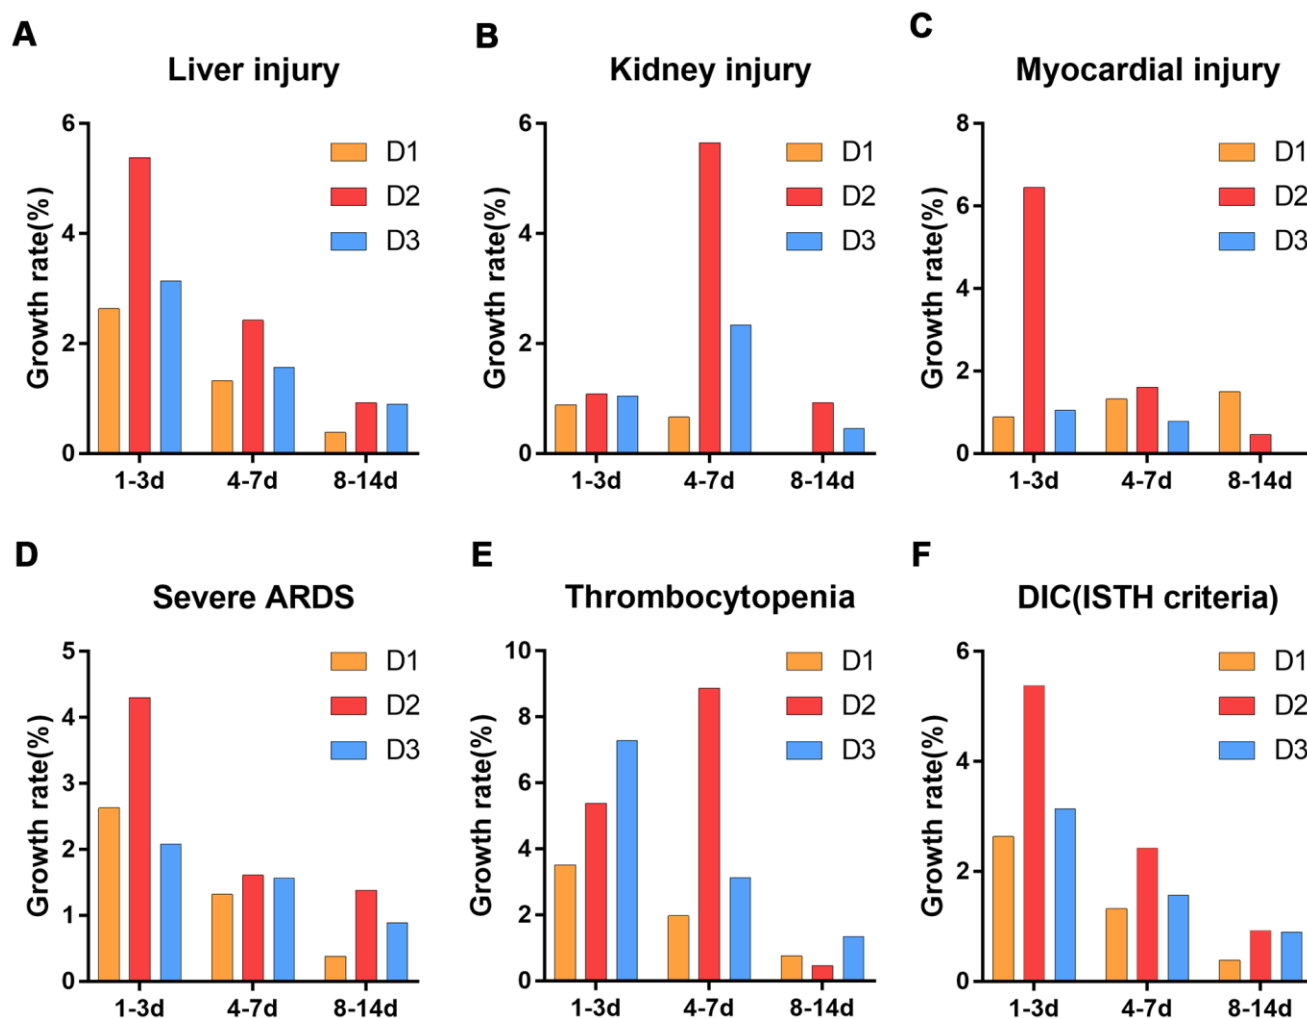 A
Liver injury
Growth rate(%)
6
4
2
0
D1
D2
D3
1-3d
4-7d
8-14d
B
Kidney injury
Growth rate(%)
6
4
2
0
D1
D2
D3
1-3d
4-7d
8-14d
C
Myocardial injury
Growth rate(%)
8
6
4
2
0
D1
D2
D3
1-3d
4-7d
8-14d
D
Severe ARDS
Growth rate(%)
5
4
3
2
1
0
D1
D2
D3
1-3d
4-7d
8-14d
E
Thrombocytopenia
Growth rate(%)
10
8
6
4
2
0
D1
D2
D3
1-3d
4-7d
8-14d
F
DIC(ISTH criteria)
Growth rate(%)
6
4
2
0
D1
D2
D3
1-3d
4-7d
8-14d